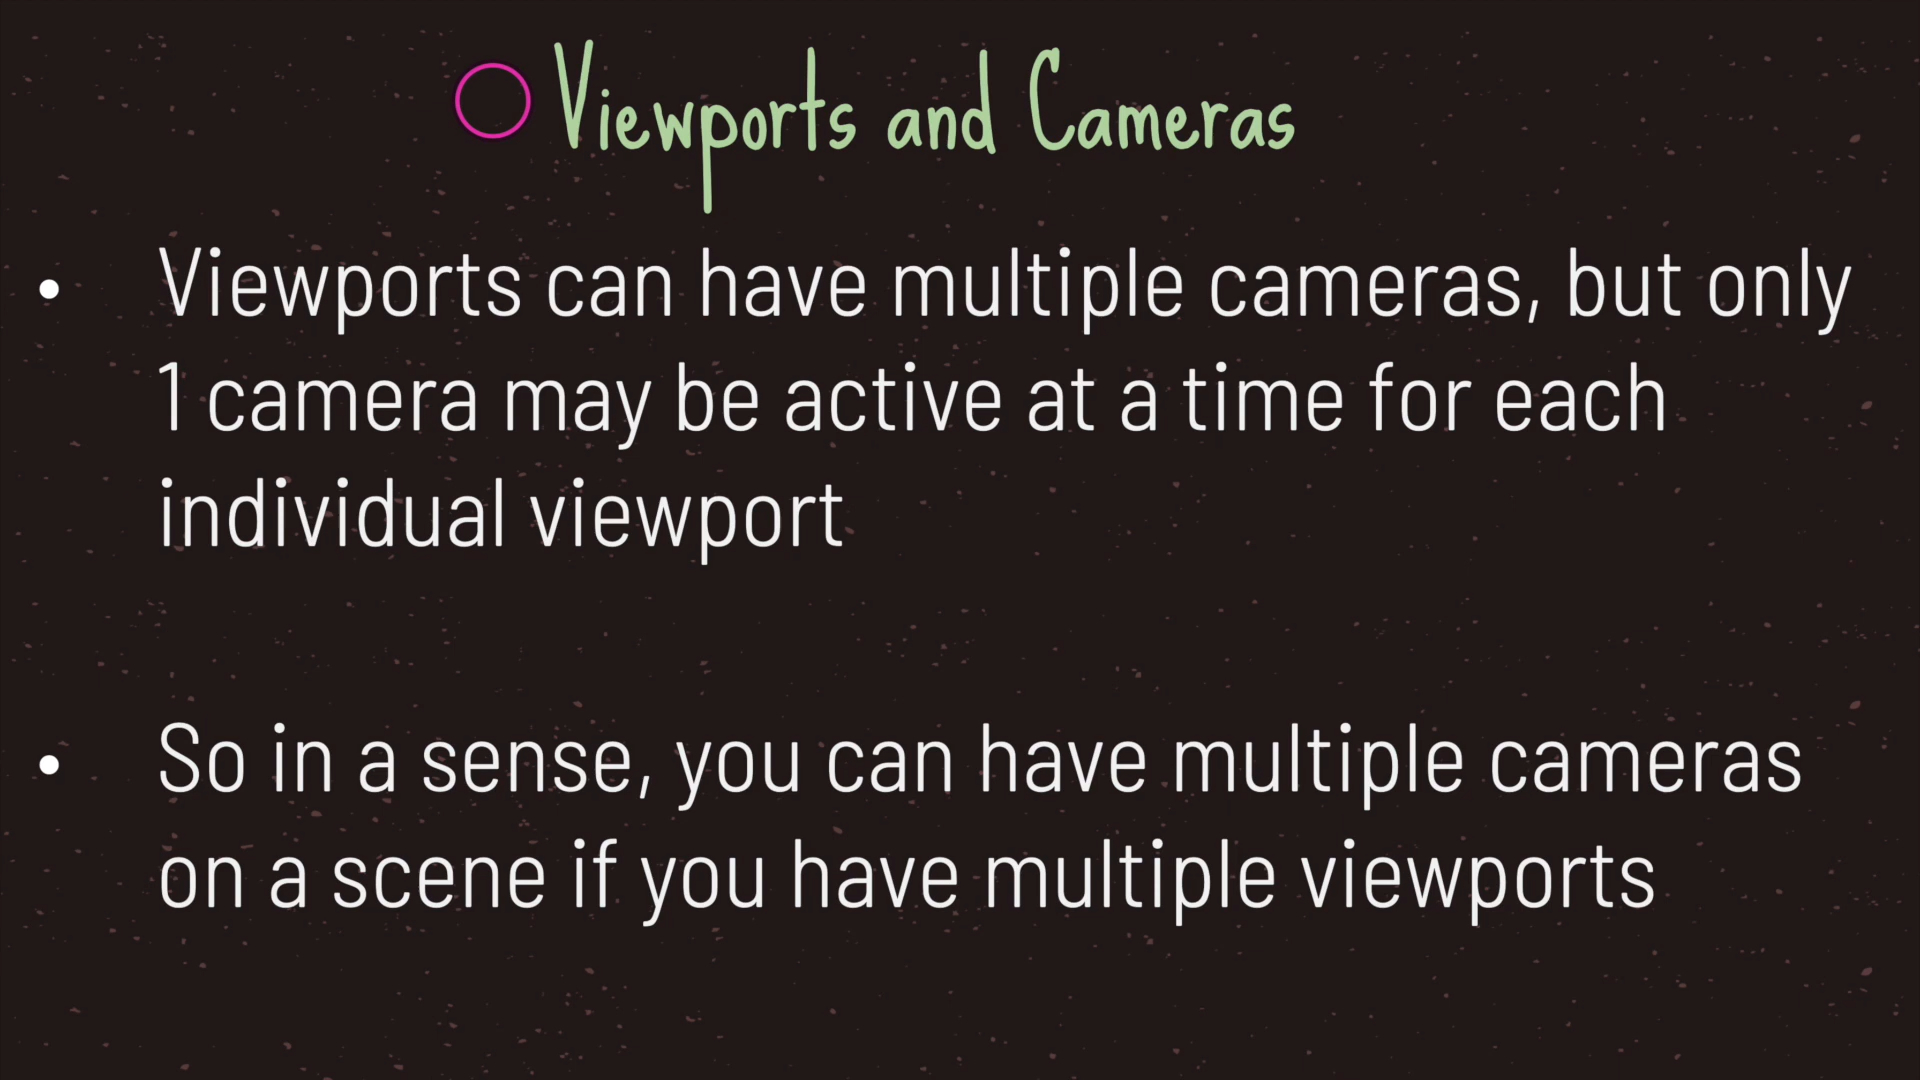 Viewports and Cameras
• Viewports can have multiple cameras, but only
1 camera may be active at a time for each
individual viewport
• So in a sense, you can have multiple cameras
on a scene if you have multiple viewports